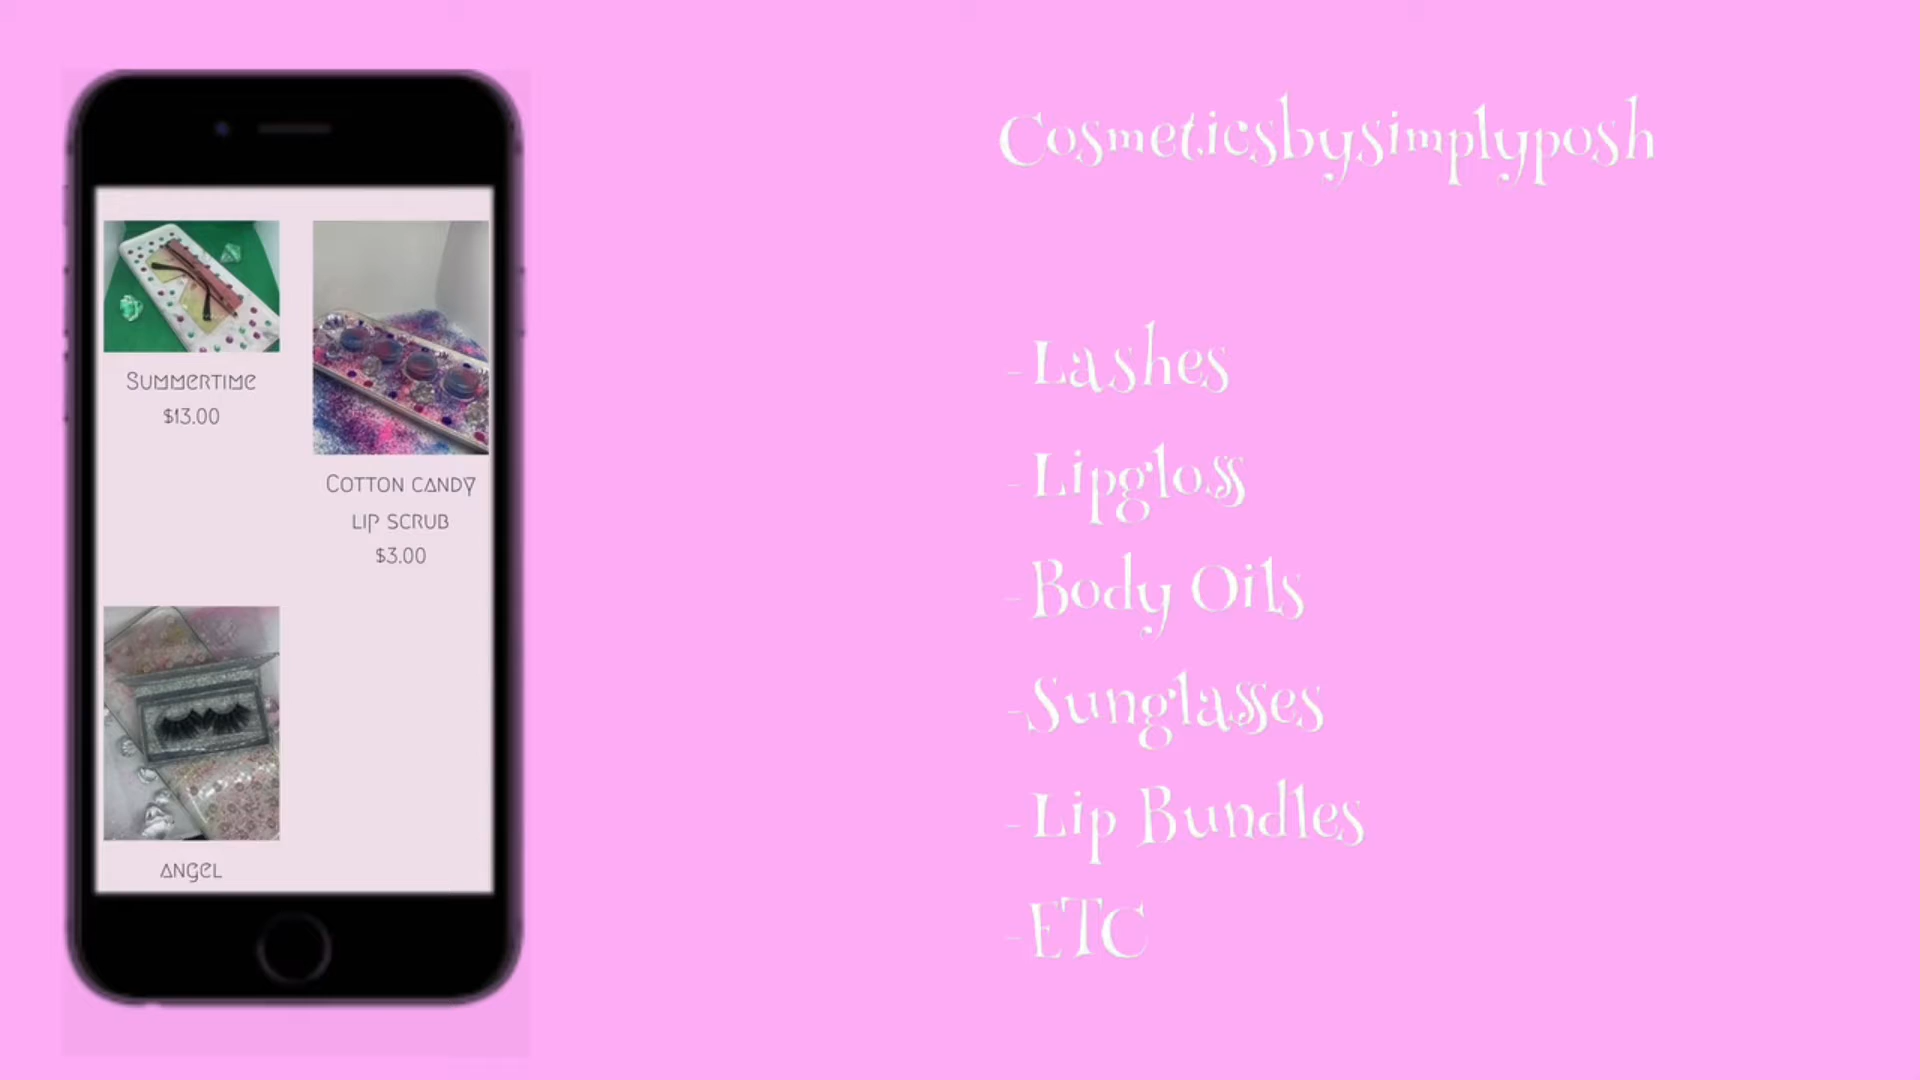 Cosmeticsbysimplyposh
Summertime
$13.00
Cotton candy
lip scrub
$3.00
Angel
- Lashes
- Lipgloss
- Body Oils
- Sunglasses
- Lip Bundles
- ETC